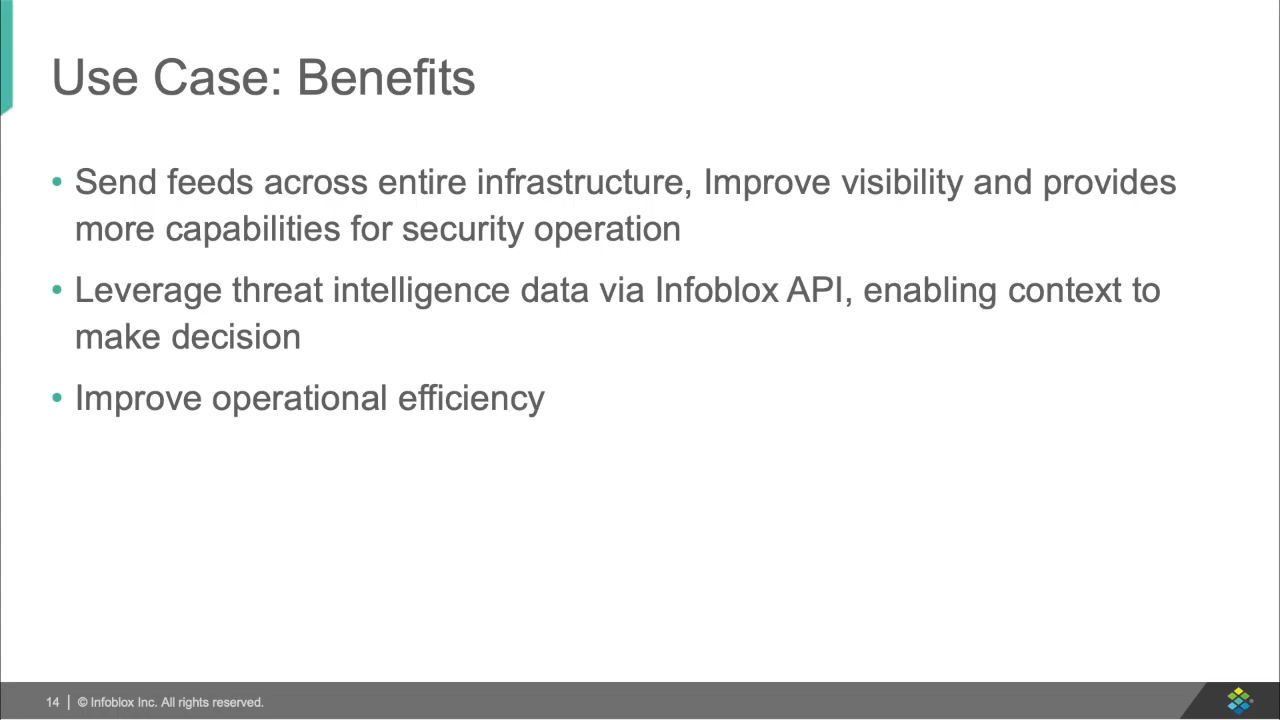 Use Case: Benefits
• Send feeds across entire infrastructure, Improve visibility and provides
more capabilities for security operation
• Leverage threat intelligence data via Infoblox API, enabling context to
make decision
• Improve operational efficiency
14 | © Infoblox Inc. All rights reserved.